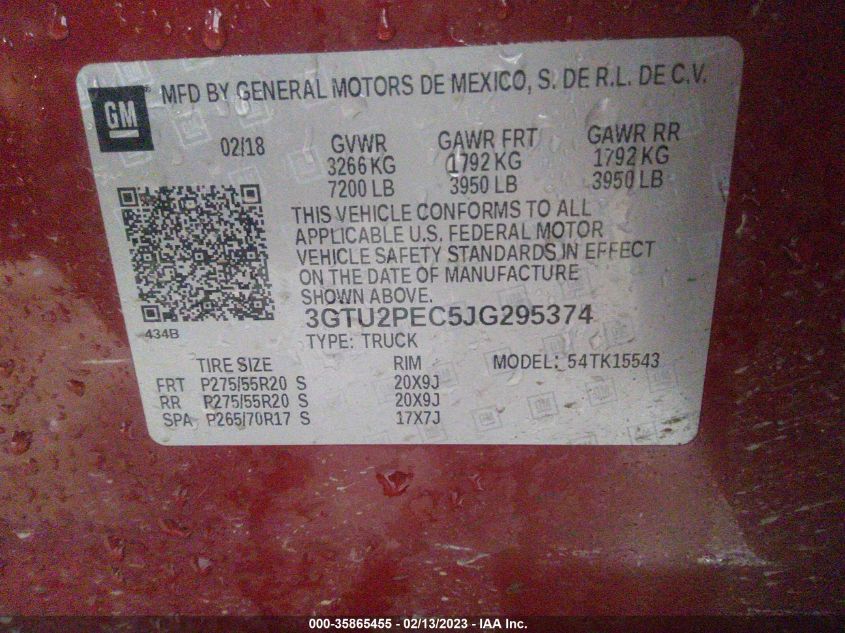 GM ® MFD BY GENERAL MOTORS DE MEXICO, S. DE R.L. DE C.V.
02/18 GVWR GAWR FRT GAWR RR
3266 KG 1792 KG 1792 KG
7200 LB 3950 LB 3950 LB
THIS VEHICLE CONFORMS TO ALL
APPLICABLE U.S. FEDERAL MOTOR
VEHICLE SAFETY STANDARDS IN EFFECT
ON THE DATE OF MANUFACTURE
SHOWN ABOVE.
434B
3GTU2PEC5JG295374
TYPE: TRUCK
TIRE SIZE RIM MODEL: 54TK15543
FRT P275/55R20 S 20X9J
RR P275/55R20 S 20X9J
SPA P265/70R17 S 17X7J
000-35865455 - 02/13/2023 - IAA Inc.